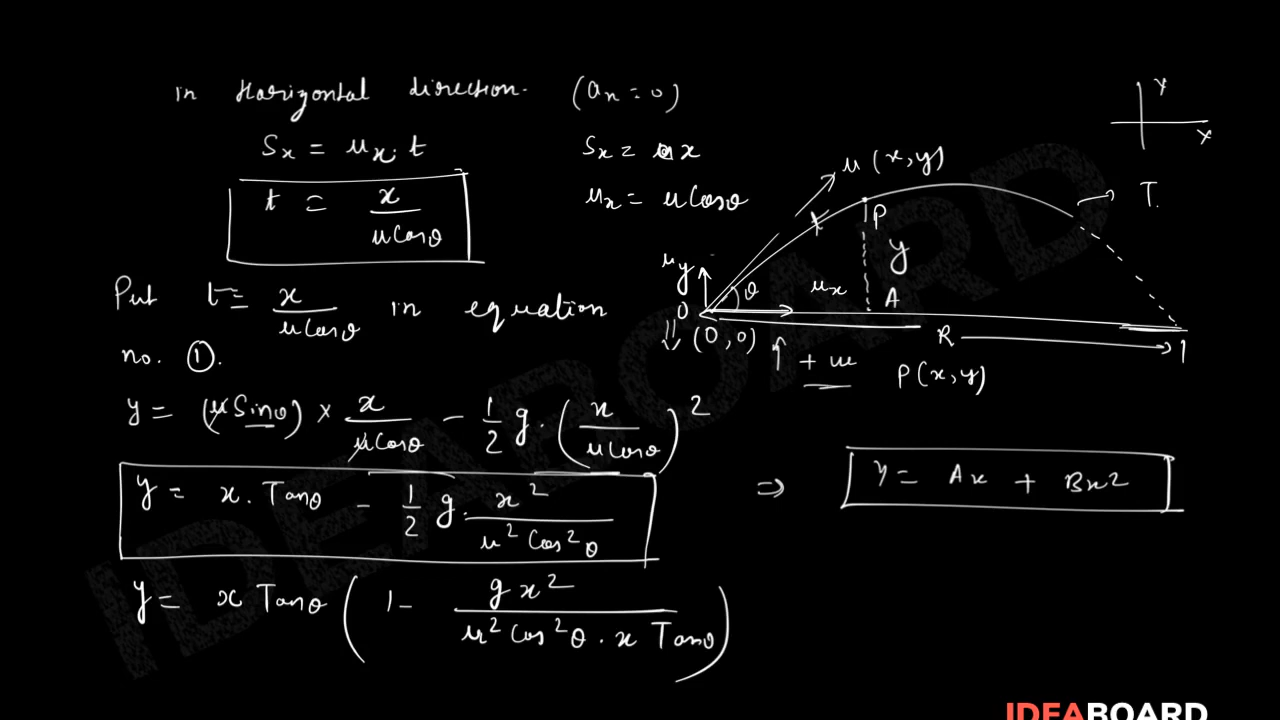 in Horizontal direction. (aₓ = 0)
Sₓ = uₓ. t
Sₓ = x
t = x / u Cosθ
uₓ = u Cosθ
Put t = x / u Cosθ in equation
no. ①.
y = (u Sinθ) × x / u Cosθ - 1/2 g. (x / u Cosθ)²
y = x. Tanθ - 1/2 g. x² / u² Cos²θ
y = x Tanθ (1 - g x² / u² Cos²θ . x Tanθ)
Y
X
u (x, y)
T.
P
y
u y
θ
uₓ
A
O
(0, 0)
R
+ ve
P(x, y)
⇒ y = Ax + Bx²
IDEABOARD
IDEABOARD